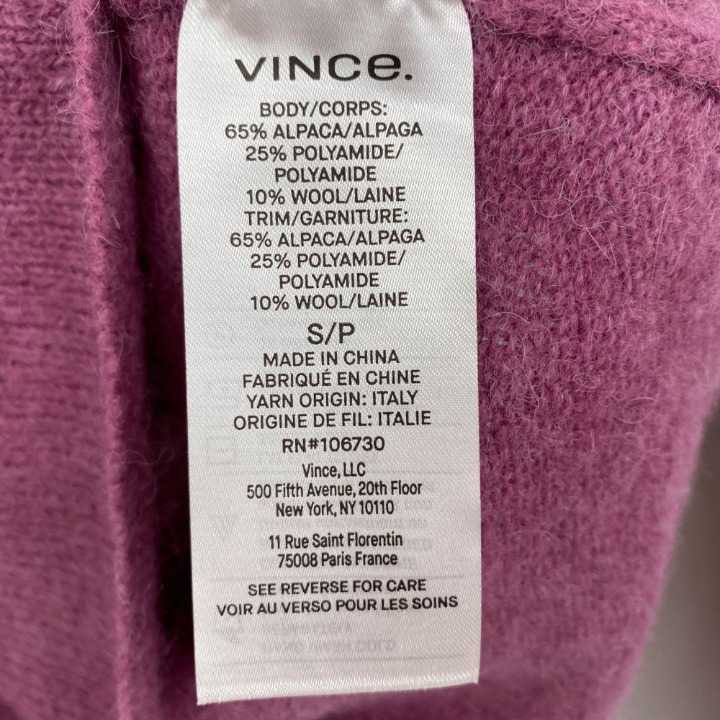 VINCe.
BODY/CORPS:
65% ALPACA/ALPAGA
25% POLYAMIDE/
POLYAMIDE
10% WOOL/LAINE
TRIM/GARNITURE:
65% ALPACA/ALPAGA
25% POLYAMIDE/
POLYAMIDE
10% WOOL/LAINE
S/P
MADE IN CHINA
FABRIQUÉ EN CHINE
YARN ORIGIN: ITALY
ORIGINE DE FIL: ITALIE
RN#106730
Vince, LLC
500 Fifth Avenue, 20th Floor
New York, NY 10110
11 Rue Saint Florentin
75008 Paris France
SEE REVERSE FOR CARE
VOIR AU VERSO POUR LES SOINS